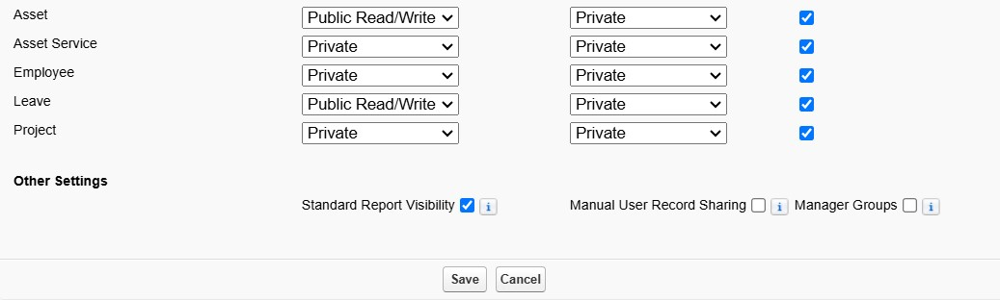 Asset Public Read/Write Private
Asset Service Private Private
Employee Private Private
Leave Public Read/Write Private
Project Private Private
Other Settings
Standard Report Visibility i Manual User Record Sharing i Manager Groups i
Save Cancel